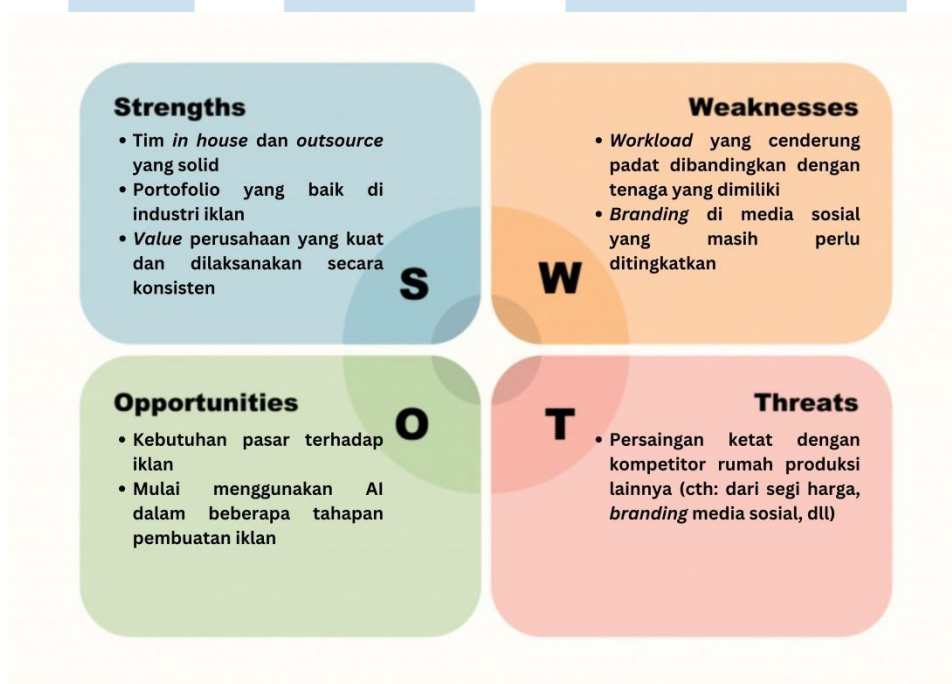 Strengths
• Tim in house dan outsource
yang solid
• Portofolio yang baik di
industri iklan
• Value perusahaan yang kuat
dan dilaksanakan secara
konsisten
S
Weaknesses
• Workload yang cenderung
padat dibandingkan dengan
tenaga yang dimiliki
• Branding di media sosial
yang masih perlu
ditingkatkan
W
Opportunities
• Kebutuhan pasar terhadap
iklan
• Mulai menggunakan AI
dalam beberapa tahapan
pembuatan iklan
O
Threats
• Persaingan ketat dengan
kompetitor rumah produksi
lainnya (cth: dari segi harga,
branding media sosial, dll)
T